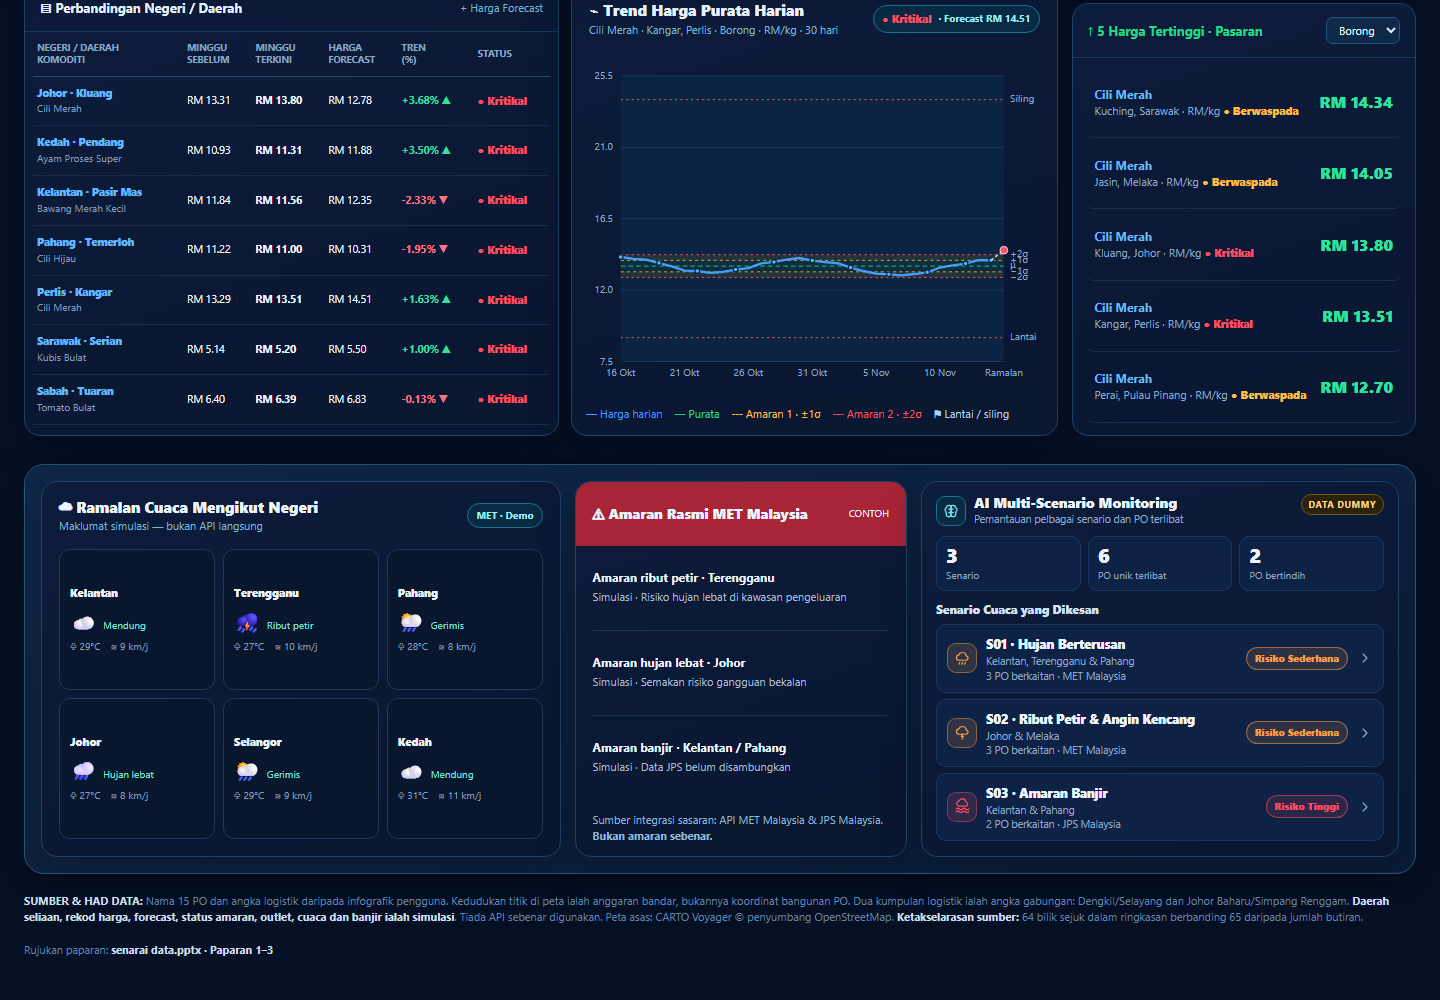 Perbandingan Negeri / Daerah
+ Harga Forecast
NEGERI / DAERAH
KOMODITI
MINGGU
SEBELUM
MINGGU
TERKINI
HARGA
FORECAST
TREN
(%)
STATUS
Johor · Kluang
Cili Merah
RM 13.31
RM 13.80
RM 12.78
+3.68% ▲
● Kritikal
Kedah · Pendang
Ayam Proses Super
RM 10.93
RM 11.31
RM 11.88
+3.50% ▲
● Kritikal
Kelantan · Pasir Mas
Bawang Merah Kecil
RM 11.84
RM 11.56
RM 12.35
-2.33% ▼
● Kritikal
Pahang · Temerloh
Cili Hijau
RM 11.22
RM 11.00
RM 10.31
-1.95% ▼
● Kritikal
Perlis · Kangar
Cili Merah
RM 13.29
RM 13.51
RM 14.51
+1.63% ▲
● Kritikal
Sarawak · Serian
Kubis Bulat
RM 5.14
RM 5.20
RM 5.50
+1.00% ▲
● Kritikal
Sabah · Tuaran
Tomato Bulat
RM 6.40
RM 6.39
RM 6.83
-0.13% ▼
● Kritikal
Trend Harga Purata Harian
Cili Merah · Kangar, Perlis · Borong · RM/kg · 30 hari
● Kritikal · Forecast RM 14.51
25.5
Siling
21.0
16.5
+2σ
+1σ
−1σ
−2σ
12.0
Lantai
7.5
16 Okt
21 Okt
26 Okt
31 Okt
5 Nov
10 Nov
Ramalan
— Harga harian
— Purata
--- Amaran 1 · ±1σ
--- Amaran 2 · ±2σ
⚑ Lantai / siling
↑ 5 Harga Tertinggi · Pasaran
Borong
Cili Merah
Kuching, Sarawak · RM/kg ● Berwaspada
RM 14.34
Cili Merah
Jasin, Melaka · RM/kg ● Berwaspada
RM 14.05
Cili Merah
Kluang, Johor · RM/kg ● Kritikal
RM 13.80
Cili Merah
Kangar, Perlis · RM/kg ● Kritikal
RM 13.51
Cili Merah
Perai, Pulau Pinang · RM/kg ● Berwaspada
RM 12.70
Ramalan Cuaca Mengikut Negeri
Maklumat simulasi — bukan API langsung
MET · Demo
Kelantan
Mendung
29°C ≈ 9 km/j
Terengganu
Ribut petir
27°C ≈ 10 km/j
Pahang
Gerimis
28°C ≈ 8 km/j
Johor
Hujan lebat
27°C ≈ 8 km/j
Selangor
Gerimis
29°C ≈ 9 km/j
Kedah
Mendung
31°C ≈ 11 km/j
⚠ Amaran Rasmi MET Malaysia
CONTOH
Amaran ribut petir · Terengganu
Simulasi · Risiko hujan lebat di kawasan pengeluaran
Amaran hujan lebat · Johor
Simulasi · Semakan risiko gangguan bekalan
Amaran banjir · Kelantan / Pahang
Simulasi · Data JPS belum disambungkan
Sumber integrasi sasaran: API MET Malaysia & JPS Malaysia.
Bukan amaran sebenar.
AI Multi-Scenario Monitoring
Pemantauan pelbagai senario dan PO terlibat
DATA DUMMY
3
Senario
6
PO unik terlibat
2
PO bertindih
Senario Cuaca yang Dikesan
S01 · Hujan Berterusan
Kelantan, Terengganu & Pahang
3 PO berkaitan · MET Malaysia
Risiko Sederhana
S02 · Ribut Petir & Angin Kencang
Johor & Melaka
3 PO berkaitan · MET Malaysia
Risiko Sederhana
S03 · Amaran Banjir
Kelantan & Pahang
2 PO berkaitan · JPS Malaysia
Risiko Tinggi
SUMBER & HAD DATA: Nama 15 PO dan angka logistik daripada infografik pengguna. Kedudukan titik di peta ialah anggaran bandar, bukannya koordinat bangunan PO. Dua kumpulan logistik ialah angka gabungan: Dengkil/Selayang dan Johor Baharu/Simpang Renggam. Daerah
seliaan, rekod harga, forecast, status amaran, outlet, cuaca dan banjir ialah simulasi. Tiada API sebenar digunakan. Peta asas: CARTO Voyager © penyumbang OpenStreetMap. Ketakselarasan sumber: 64 bilik sejuk dalam ringkasan berbanding 65 daripada jumlah butiran.
Rujukan paparan: senarai data.pptx · Paparan 1–3